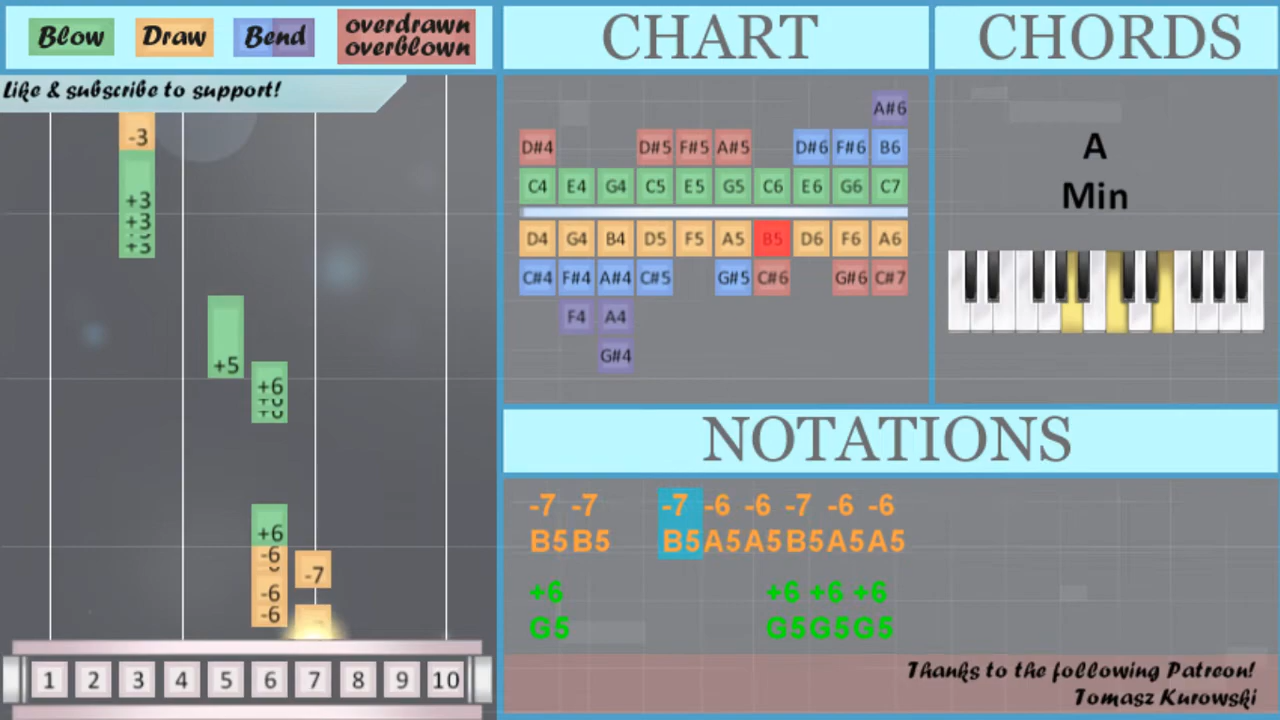 Blow Draw Bend overdrawn
overblown
CHART
CHORDS
Like & subscribe to support!
-3
+3
+3
+3
+5
+6
+6
-6
-7
-6
-6
1 2 3 4 5 6 7 8 9 10
A#6
D#4 D#5 F#5 A#5 D#6 F#6 B6
C4 E4 G4 C5 E5 G5 C6 E6 G6 C7
D4 G4 B4 D5 F5 A5 B5 D6 F6 A6
C#4 F#4 A#4 C#5 G#5 C#6 G#6 C#7
F4 A4
G#4
A
Min
NOTATIONS
-7 -7 -7 -6 -6 -7 -6 -6
B5 B5 B5 A5 A5 B5 A5 A5
+6 +6 +6 +6
G5 G5 G5 G5
Thanks to the following Patreon!
Tomasz Kurowski